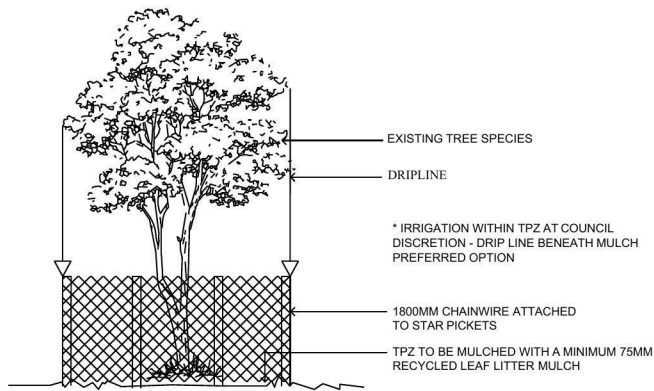 EXISTING TREE SPECIES
DRIPLINE
* IRRIGATION WITHIN TPZ AT COUNCIL
DISCRETION - DRIP LINE BENEATH MULCH
PREFERRED OPTION
1800MM CHAINWIRE ATTACHED
TO STAR PICKETS
TPZ TO BE MULCHED WITH A MINIMUM 75MM
RECYCLED LEAF LITTER MULCH